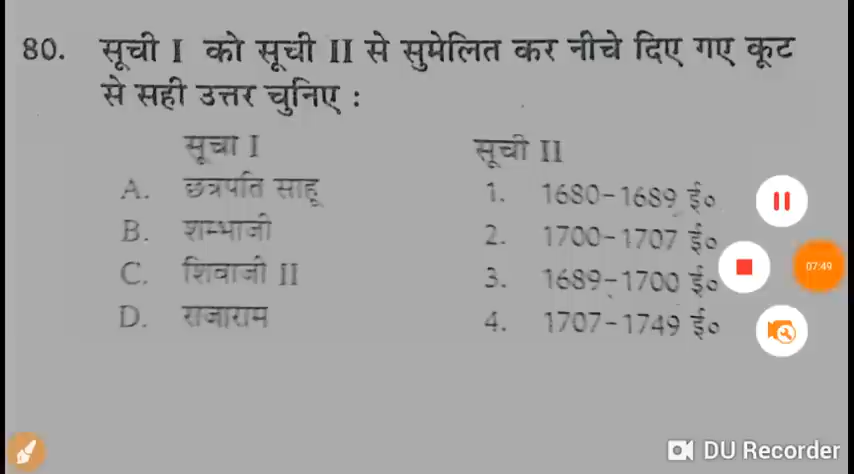 80. सूची I को सूची II से सुमेलित कर नीचे दिए गए कूट
से सही उत्तर चुनिए :
सूचा I सूची II
A. छत्रपति साहू 1. 1680-1689 ई०
B. शम्भाजी 2. 1700-1707 ई०
C. शिवाजी II 3. 1689-1700 ई०
D. राजाराम 4. 1707-1749 ई०
07:49
DU Recorder